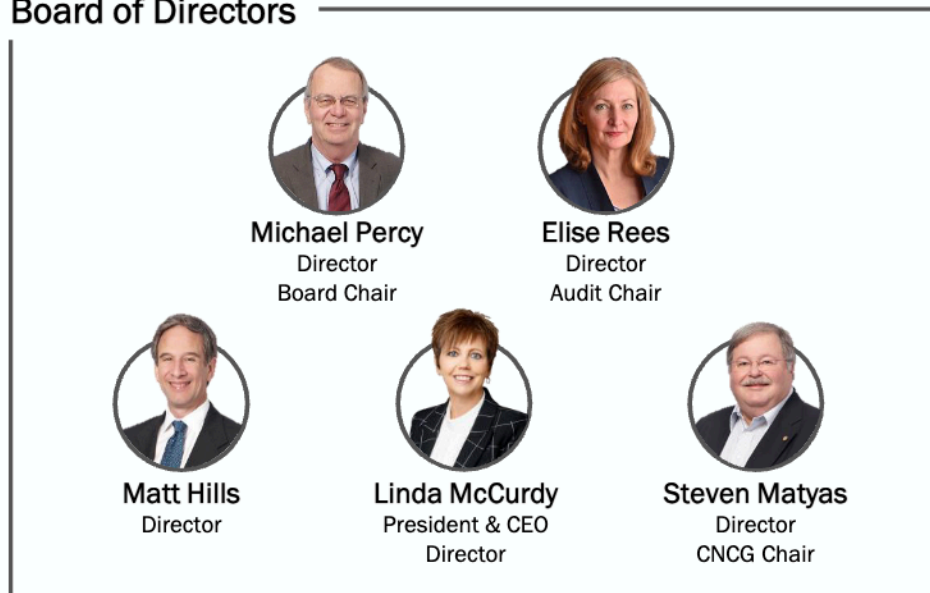 Board of Directors
Michael Percy
Director
Board Chair
Elise Rees
Director
Audit Chair
Matt Hills
Director
Linda McCurdy
President & CEO
Director
Steven Matyas
Director
CNCG Chair